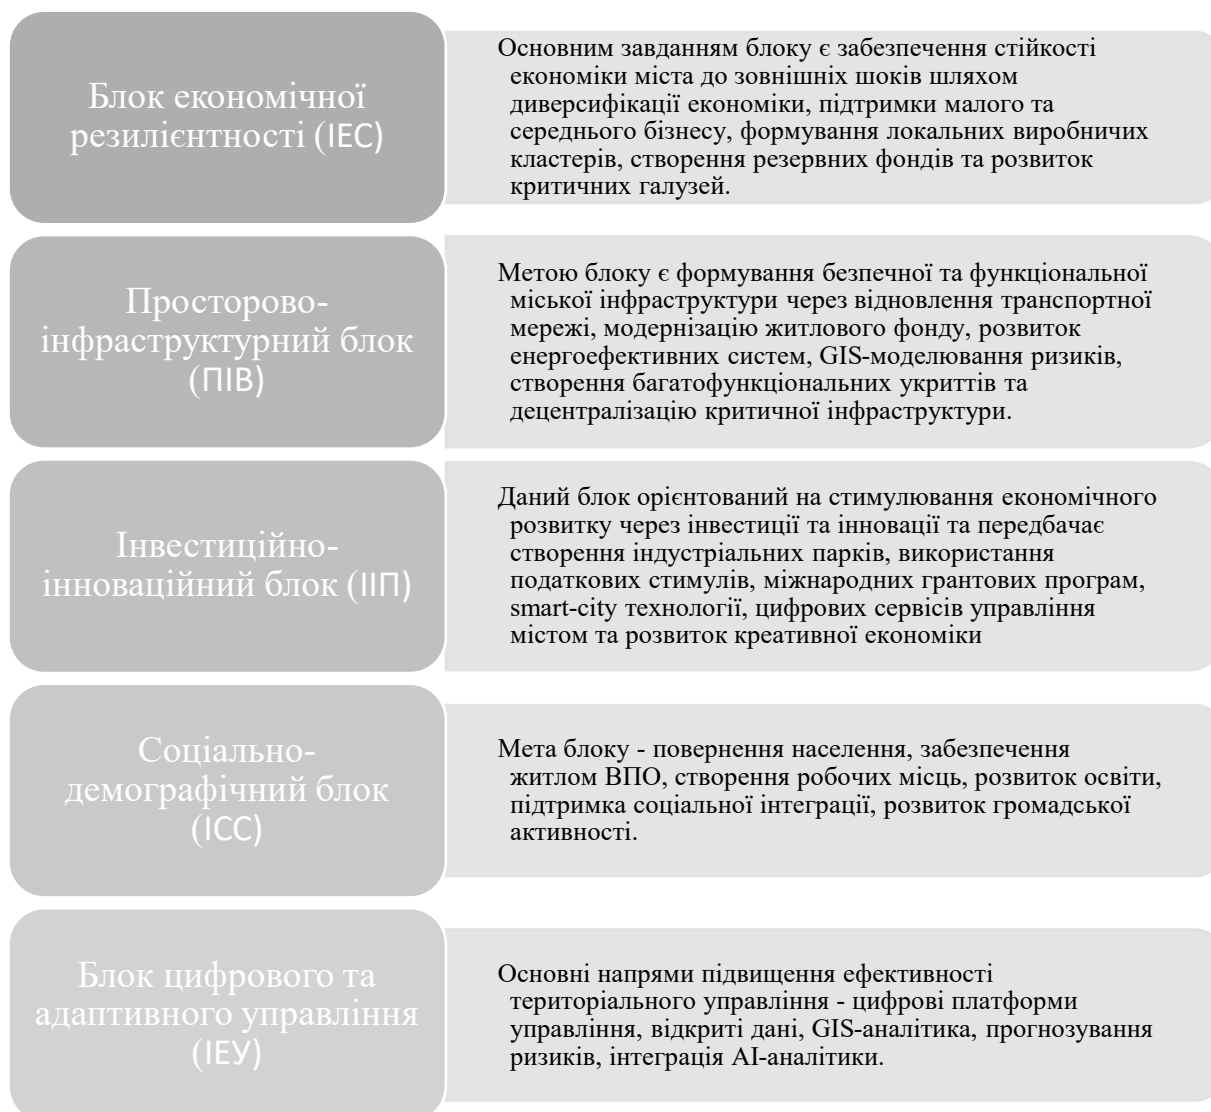 Блок економічної
резилієнтності (ІЕС)
Основним завданням блоку є забезпечення стійкості
економіки міста до зовнішніх шоків шляхом
диверсифікації економіки, підтримки малого та
середнього бізнесу, формування локальних виробничих
кластерів, створення резервних фондів та розвиток
критичних галузей.
Просторово-
інфраструктурний блок
(ПІВ)
Метою блоку є формування безпечної та функціональної
міської інфраструктури через відновлення транспортної
мережі, модернізацію житлового фонду, розвиток
енергоефективних систем, GIS-моделювання ризиків,
створення багатофункціональних укриттів та
децентралізацію критичної інфраструктури.
Інвестиційно-
інноваційний блок (ІІП)
Даний блок орієнтований на стимулювання економічного
розвитку через інвестиції та інновації та передбачає
створення індустріальних парків, використання
податкових стимулів, міжнародних грантових програм,
smart-city технології, цифрових сервісів управління
містом та розвиток креативної економіки
Соціально-
демографічний блок
(ІСС)
Мета блоку - повернення населення, забезпечення
житлом ВПО, створення робочих місць, розвиток освіти,
підтримка соціальної інтеграції, розвиток громадської
активності.
Блок цифрового та
адаптивного управління
(ІЕУ)
Основні напрями підвищення ефективності
територіального управління - цифрові платформи
управління, відкриті дані, GIS-аналітика, прогнозування
ризиків, інтеграція AI-аналітики.